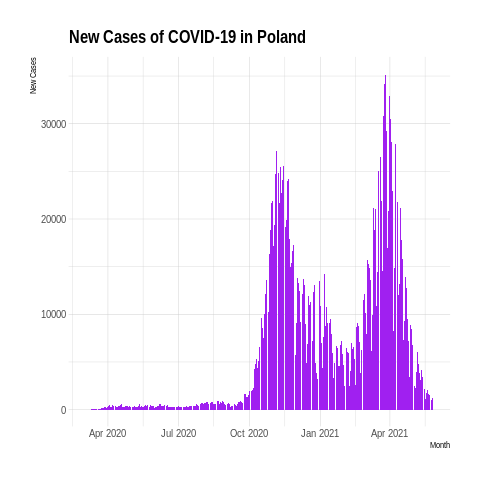 New Cases of COVID-19 in Poland
New Cases
30000
20000
10000
0
Apr 2020 Jul 2020 Oct 2020 Jan 2021 Apr 2021
Month